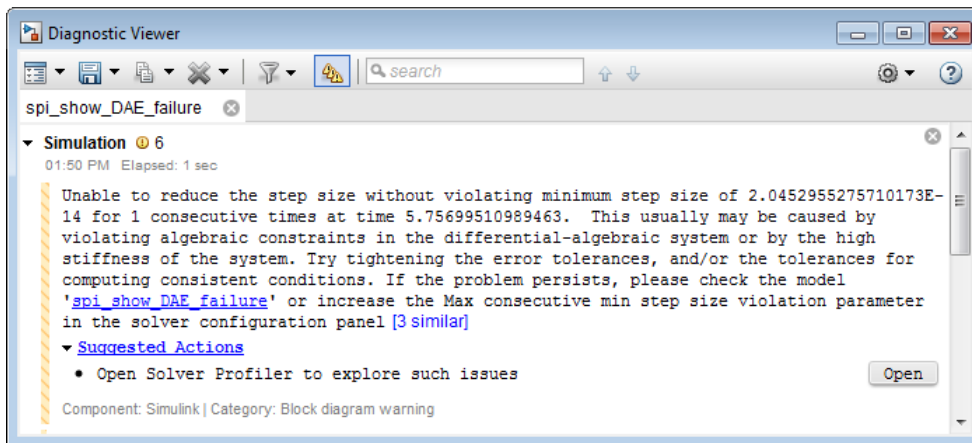 Diagnostic Viewer
search
spi_show_DAE_failure
Simulation 6
01:50 PM Elapsed: 1 sec
Unable to reduce the step size without violating minimum step size of 2.0452955275710173E-
14 for 1 consecutive times at time 5.75699510989463.  This usually may be caused by
violating algebraic constraints in the differential-algebraic system or by the high
stiffness of the system. Try tightening the error tolerances, and/or the tolerances for
computing consistent conditions. If the problem persists, please check the model
'spi_show_DAE_failure' or increase the Max consecutive min step size violation parameter
in the solver configuration panel [3 similar]
Suggested Actions
• Open Solver Profiler to explore such issues
Open
Component: Simulink | Category: Block diagram warning